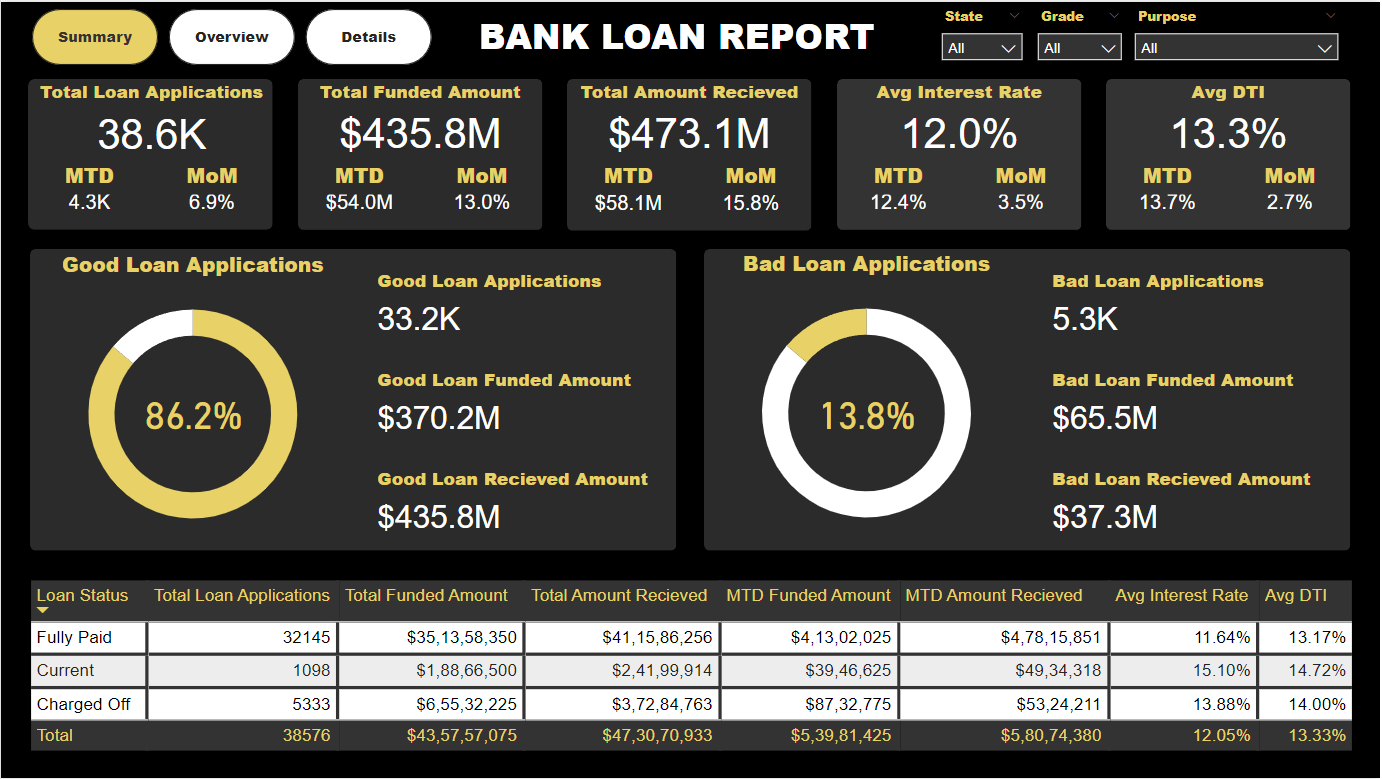 Summary Overview Details BANK LOAN REPORT
State Grade Purpose
All All All
Total Loan Applications
38.6K
MTD MoM
4.3K 6.9%
Total Funded Amount
$435.8M
MTD MoM
$54.0M 13.0%
Total Amount Recieved
$473.1M
MTD MoM
$58.1M 15.8%
Avg Interest Rate
12.0%
MTD MoM
12.4% 3.5%
Avg DTI
13.3%
MTD MoM
13.7% 2.7%
Good Loan Applications
86.2%
Good Loan Applications
33.2K
Good Loan Funded Amount
$370.2M
Good Loan Recieved Amount
$435.8M
Bad Loan Applications
13.8%
Bad Loan Applications
5.3K
Bad Loan Funded Amount
$65.5M
Bad Loan Recieved Amount
$37.3M
Loan Status Total Loan Applications Total Funded Amount Total Amount Recieved MTD Funded Amount MTD Amount Recieved Avg Interest Rate Avg DTI
Fully Paid 32145 $35,13,58,350 $41,15,86,256 $4,13,02,025 $4,78,15,851 11.64% 13.17%
Current 1098 $1,88,66,500 $2,41,99,914 $39,46,625 $49,34,318 15.10% 14.72%
Charged Off 5333 $6,55,32,225 $3,72,84,763 $87,32,775 $53,24,211 13.88% 14.00%
Total 38576 $43,57,57,075 $47,30,70,933 $5,39,81,425 $5,80,74,380 12.05% 13.33%